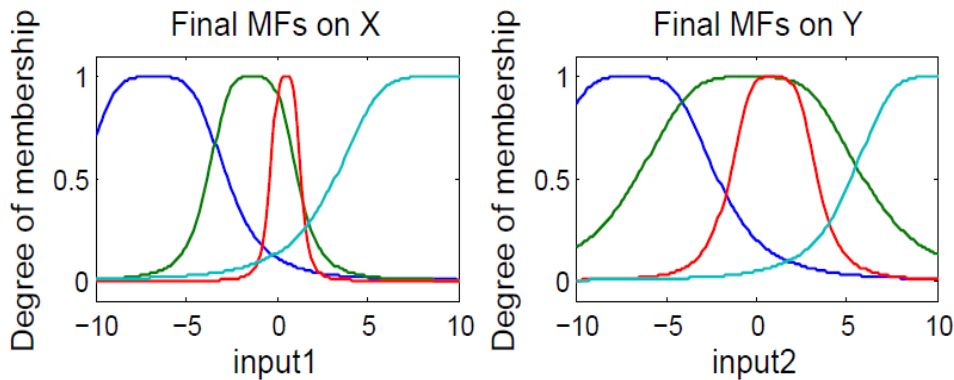 Final MFs on X
Degree of membership
1
0.5
0
−10 −5 0 5 10
input1
Final MFs on Y
Degree of membership
1
0.5
0
−10 −5 0 5 10
input2